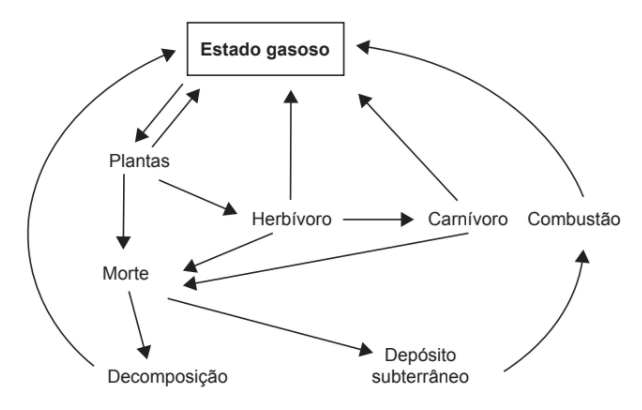 Estado gasoso
Plantas
Herbívoro
Carnívoro
Combustão
Morte
Decomposição
Depósito
subterrâneo